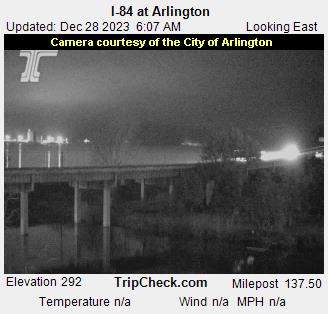 I-84 at Arlington
Updated: Dec 28 2023 6:07 AM Looking East
Camera courtesy of the City of Arlington
Elevation 292 TripCheck.com Milepost 137.50
Temperature n/a Wind n/a MPH n/a